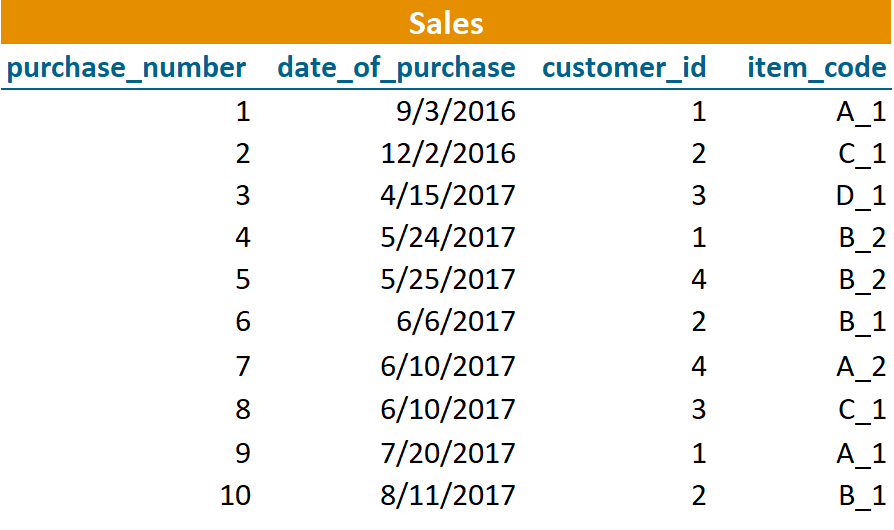 Sales
purchase_number date_of_purchase customer_id item_code
1 9/3/2016 1 A_1
2 12/2/2016 2 C_1
3 4/15/2017 3 D_1
4 5/24/2017 1 B_2
5 5/25/2017 4 B_2
6 6/6/2017 2 B_1
7 6/10/2017 4 A_2
8 6/10/2017 3 C_1
9 7/20/2017 1 A_1
10 8/11/2017 2 B_1